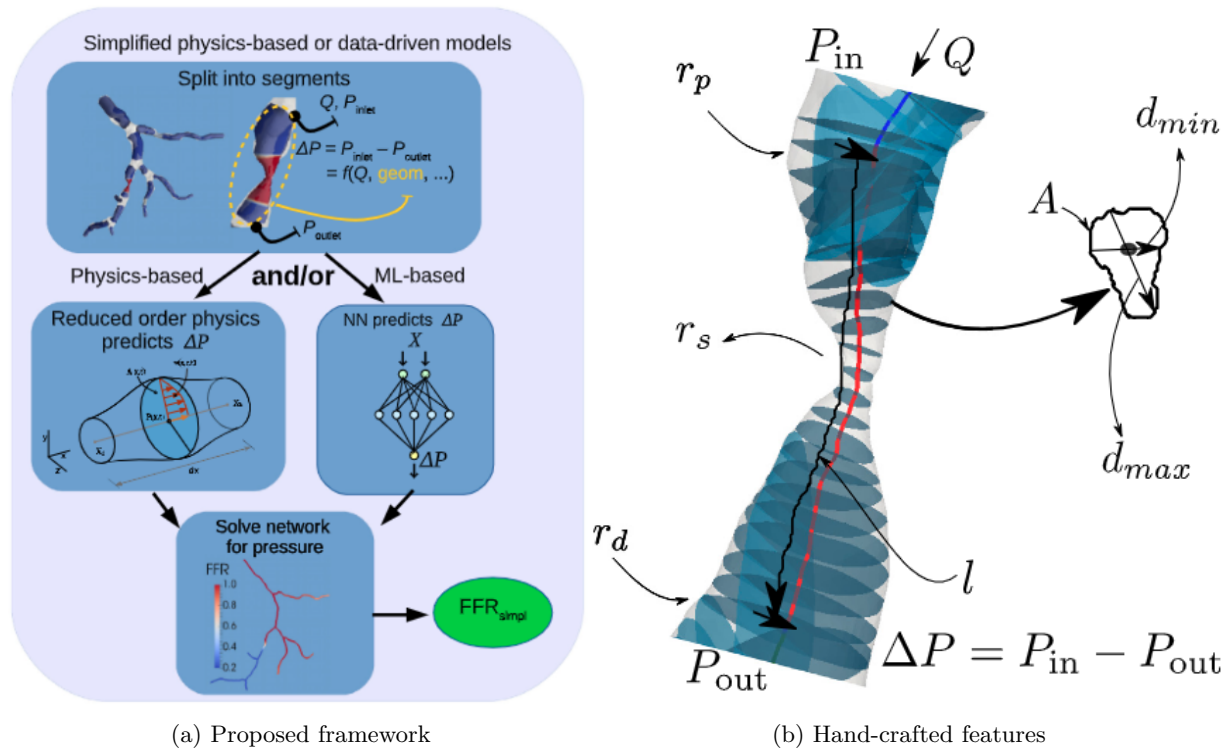 Simplified physics-based or data-driven models
Split into segments
Q, P_inlet
ΔP = P_inlet – P_outlet
= f(Q, geom, ...)
P_outlet
Physics-based
and/or
ML-based
Reduced order physics
predicts ΔP
y
x
z
dx
NN predicts ΔP
X
ΔP
Solve network
for pressure
FFR
1.0
0.8
0.6
0.4
0.2
FFR_simpl
(a) Proposed framework
P_in
Q
r_p
d_min
A
r_s
d_max
r_d
l
P_out
ΔP = P_in − P_out
(b) Hand-crafted features